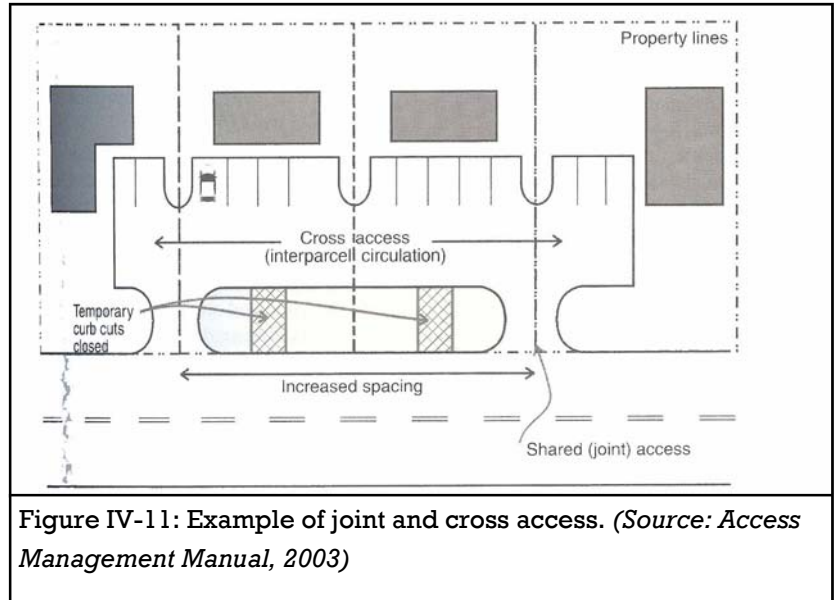 Property lines
Cross access
(interparcell circulation)
Temporary
curb cuts
closed
Increased spacing
Shared (joint) access
Figure IV-11: Example of joint and cross access. (Source: Access
Management Manual, 2003)